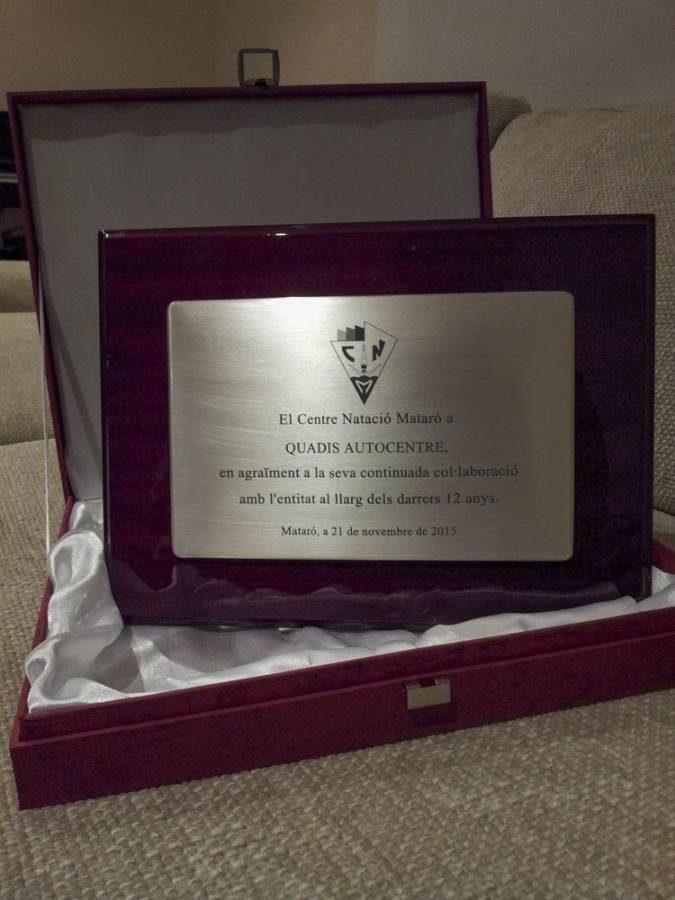 C N
M
El Centre Natació Mataró a
QUADIS AUTOCENTRE,
en agraïment a la seva continuada col·laboració
amb l'entitat al llarg dels darrers 12 anys.
Mataró, a 21 de novembre de 2015